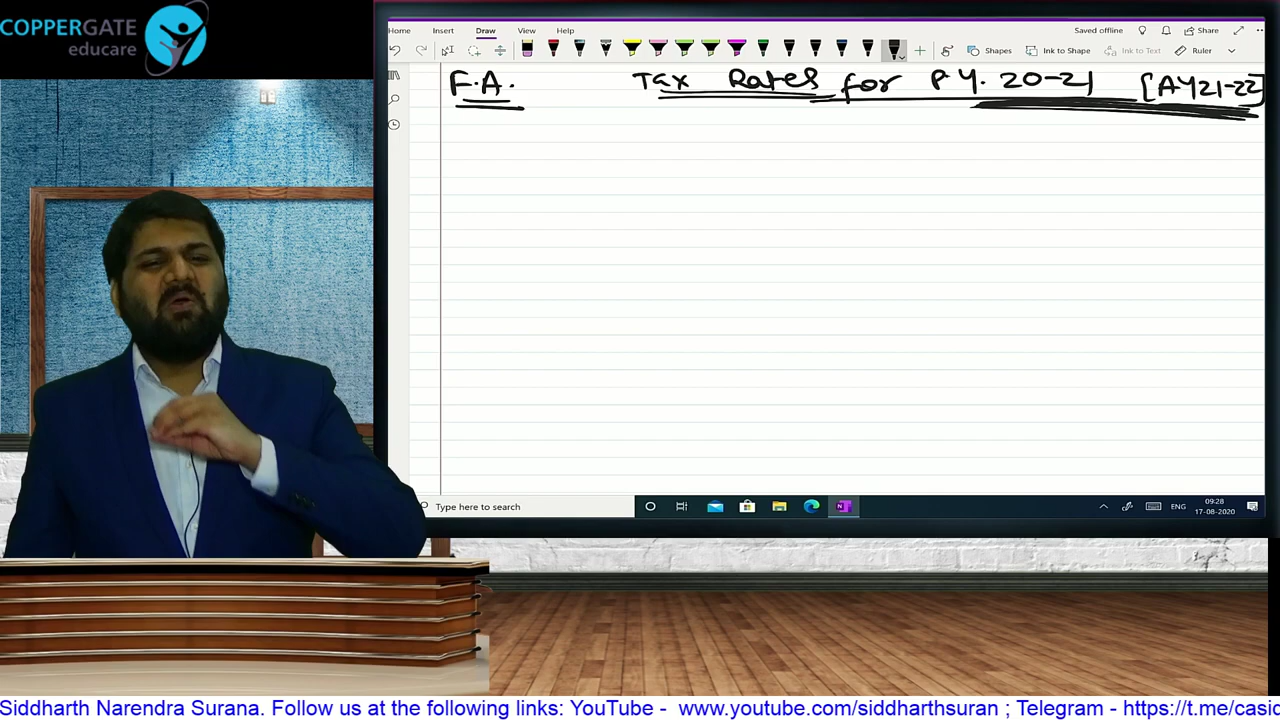 COPPERGATE
educare
Home Insert Draw View Help
Saved offline
Share
Shapes
Ink to Shape
Ink to Text
Ruler
F.A. Tax Rates for P.Y. 20-21 [AY21-22]
Type here to search
ENG
09:28
17-08-2020
Siddharth Narendra Surana. Follow us at the following links: YouTube - www.youtube.com/siddharthsuran ; Telegram - https://t.me/casid